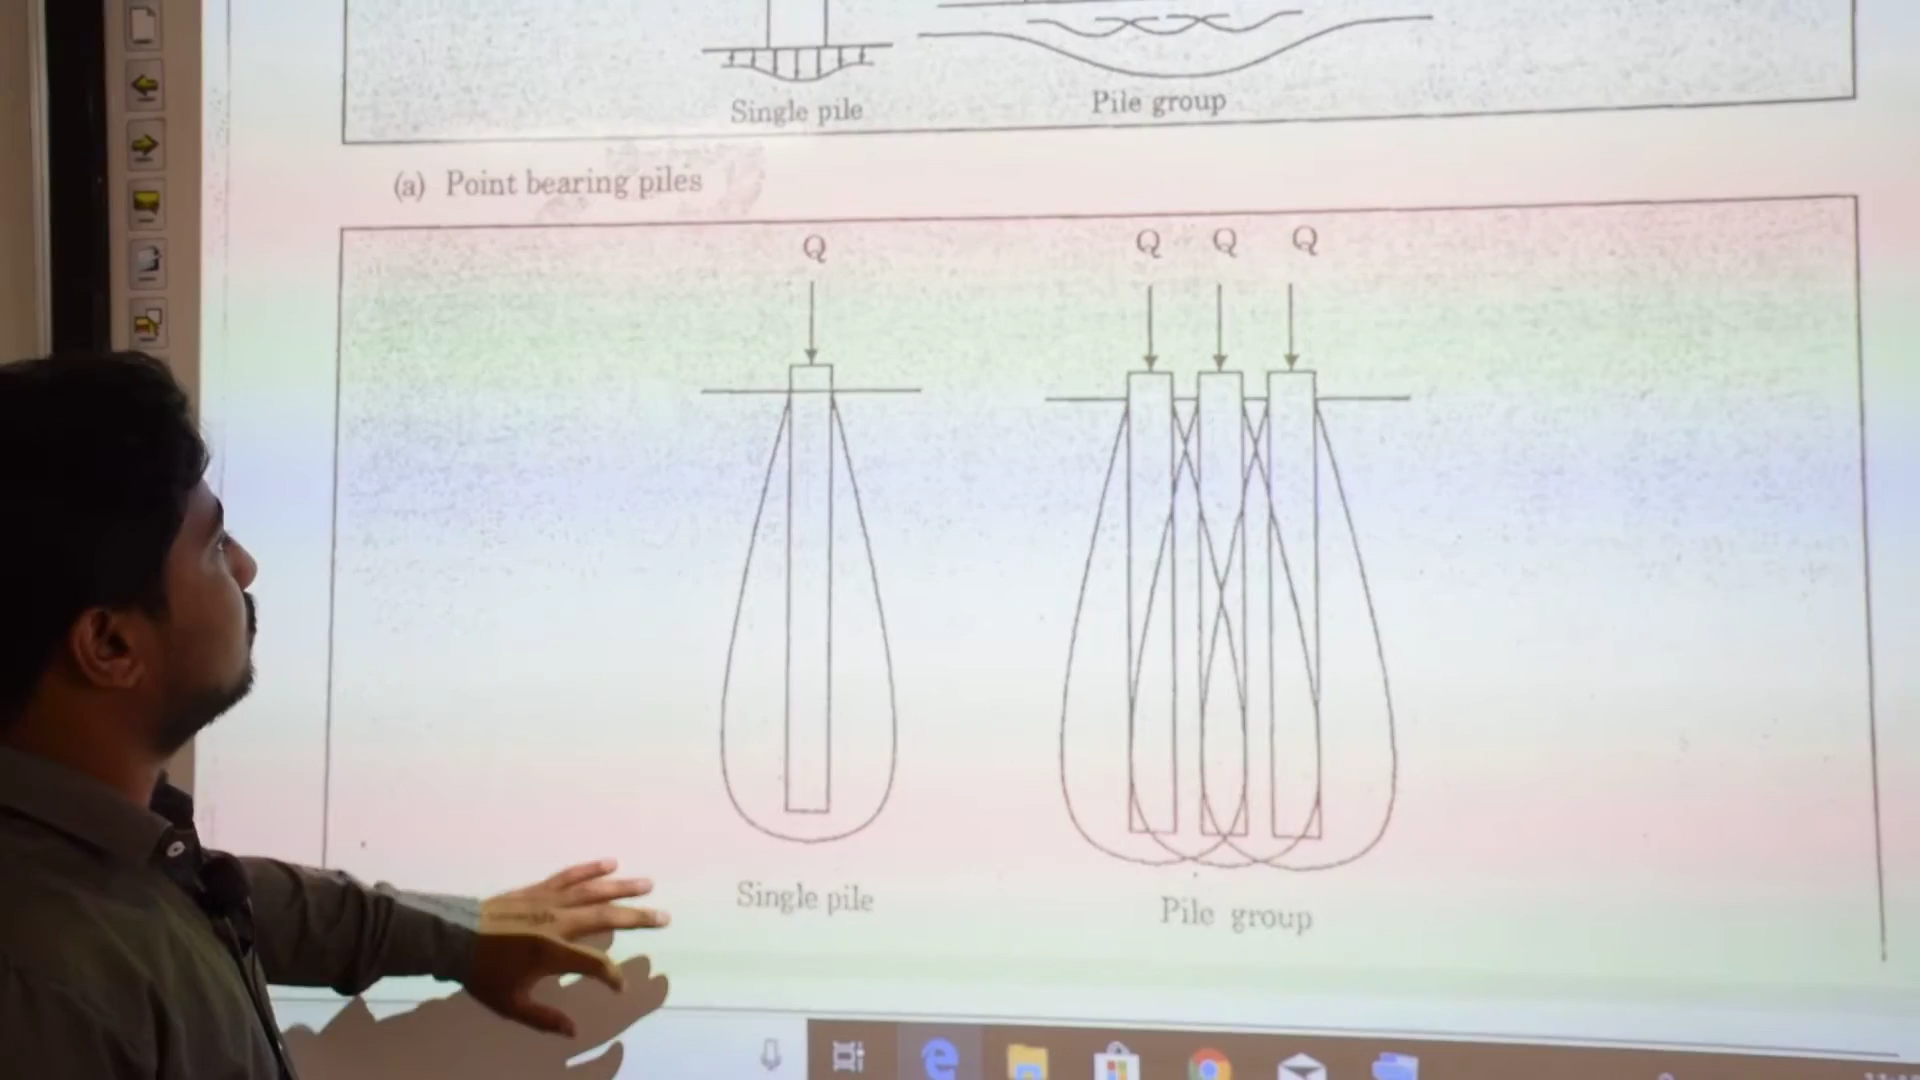 Single pile
Pile group
(a) Point bearing piles
Q
Q Q Q
Single pile
Pile group